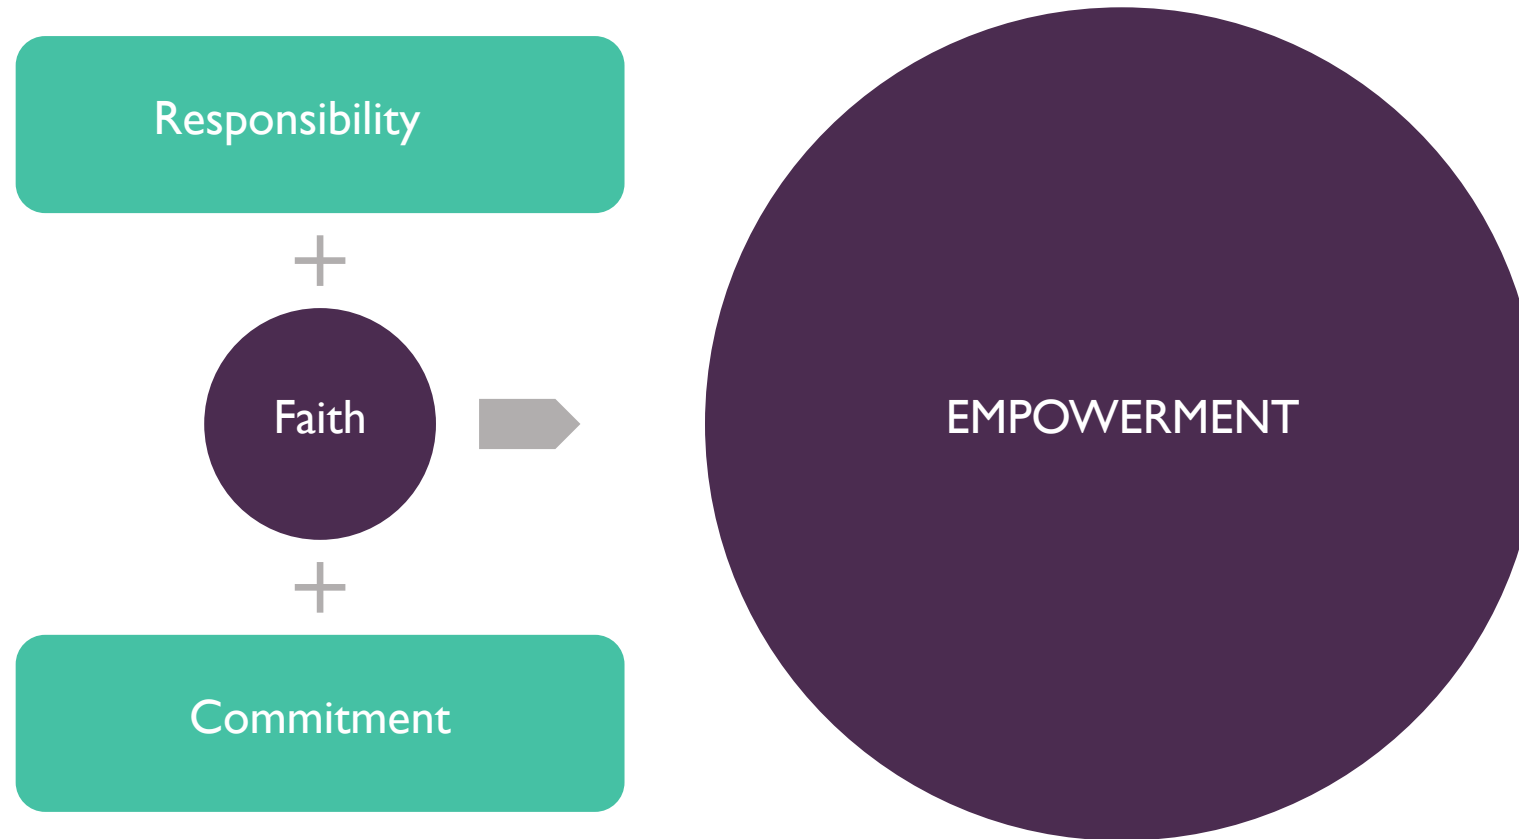 Responsibility
+
Faith
+
Commitment
EMPOWERMENT